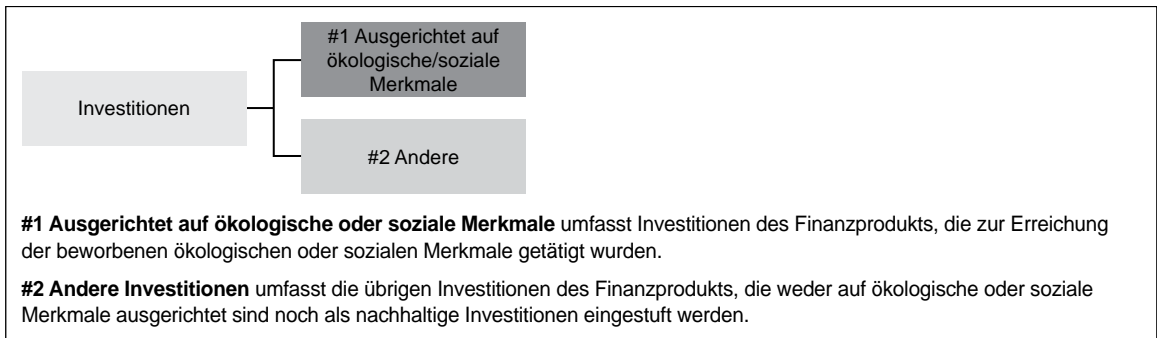 #1 Ausgerichtet auf
ökologische/soziale
Merkmale
Investitionen
#2 Andere
#1 Ausgerichtet auf ökologische oder soziale Merkmale umfasst Investitionen des Finanzprodukts, die zur Erreichung
der beworbenen ökologischen oder sozialen Merkmale getätigt wurden.
#2 Andere Investitionen umfasst die übrigen Investitionen des Finanzprodukts, die weder auf ökologische oder soziale
Merkmale ausgerichtet sind noch als nachhaltige Investitionen eingestuft werden.